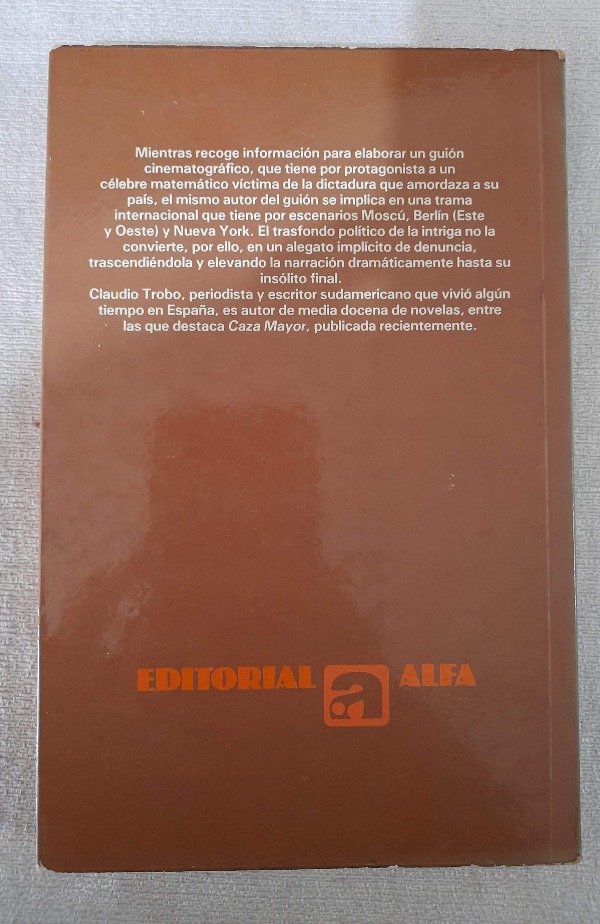 Mientras recoge información para elaborar un guión
cinematográfico, que tiene por protagonista a un
célebre matemático víctima de la dictadura que amordaza a su
país, el mismo autor del guión se implica en una trama
internacional que tiene por escenarios Moscú, Berlín (Este
y Oeste) y Nueva York. El trasfondo político de la intriga no la
convierte, por ello, en un alegato implícito de denuncia,
trascendiéndola y elevando la narración dramáticamente hasta su
insólito final.
Claudio Trobo, periodista y escritor sudamericano que vivió algún
tiempo en España, es autor de media docena de novelas, entre
las que destaca Caza Mayor, publicada recientemente.
EDITORIAL a ALFA